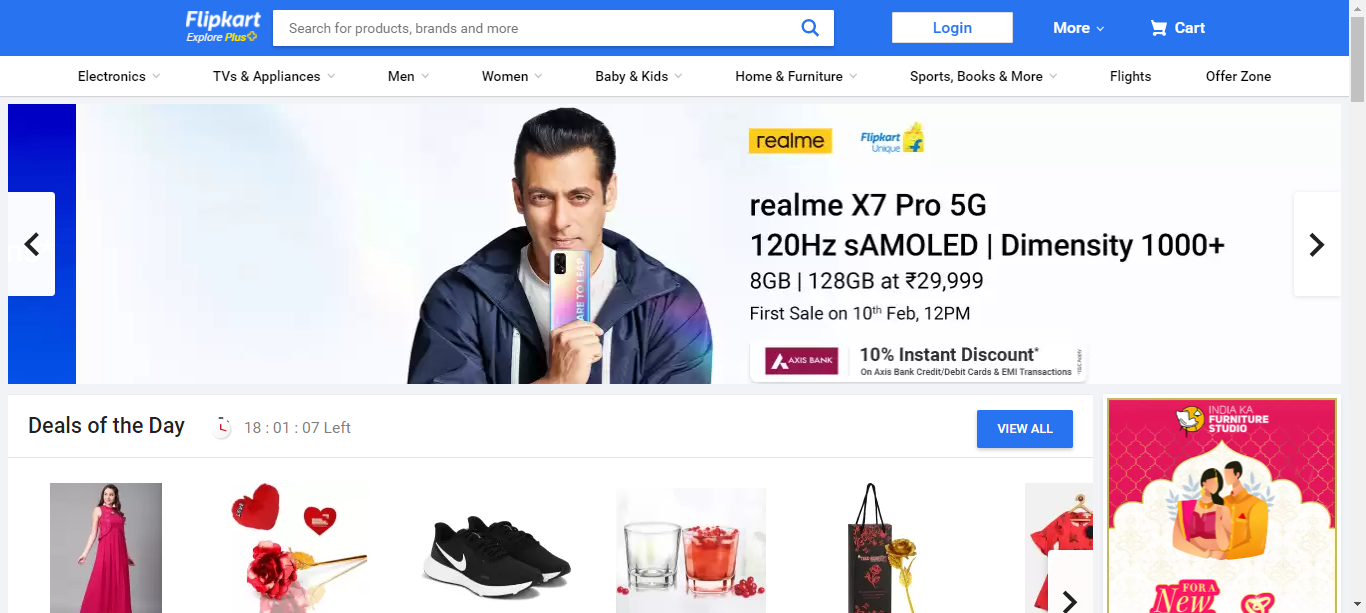 Flipkart
Explore Plus
Search for products, brands and more
Login
More
Cart
Electronics
TVs & Appliances
Men
Women
Baby & Kids
Home & Furniture
Sports, Books & More
Flights
Offer Zone
realme
Flipkart
Unique
realme X7 Pro 5G
120Hz sAMOLED | Dimensity 1000+
8GB | 128GB at ₹29,999
First Sale on 10th Feb, 12PM
AXIS BANK
10% Instant Discount*
On Axis Bank Credit/Debit Cards & EMI Transactions
ARE TO LEAP
Deals of the Day
18 : 01 : 07 Left
VIEW ALL
INDIA KA
FURNITURE
STUDIO
FOR A
New